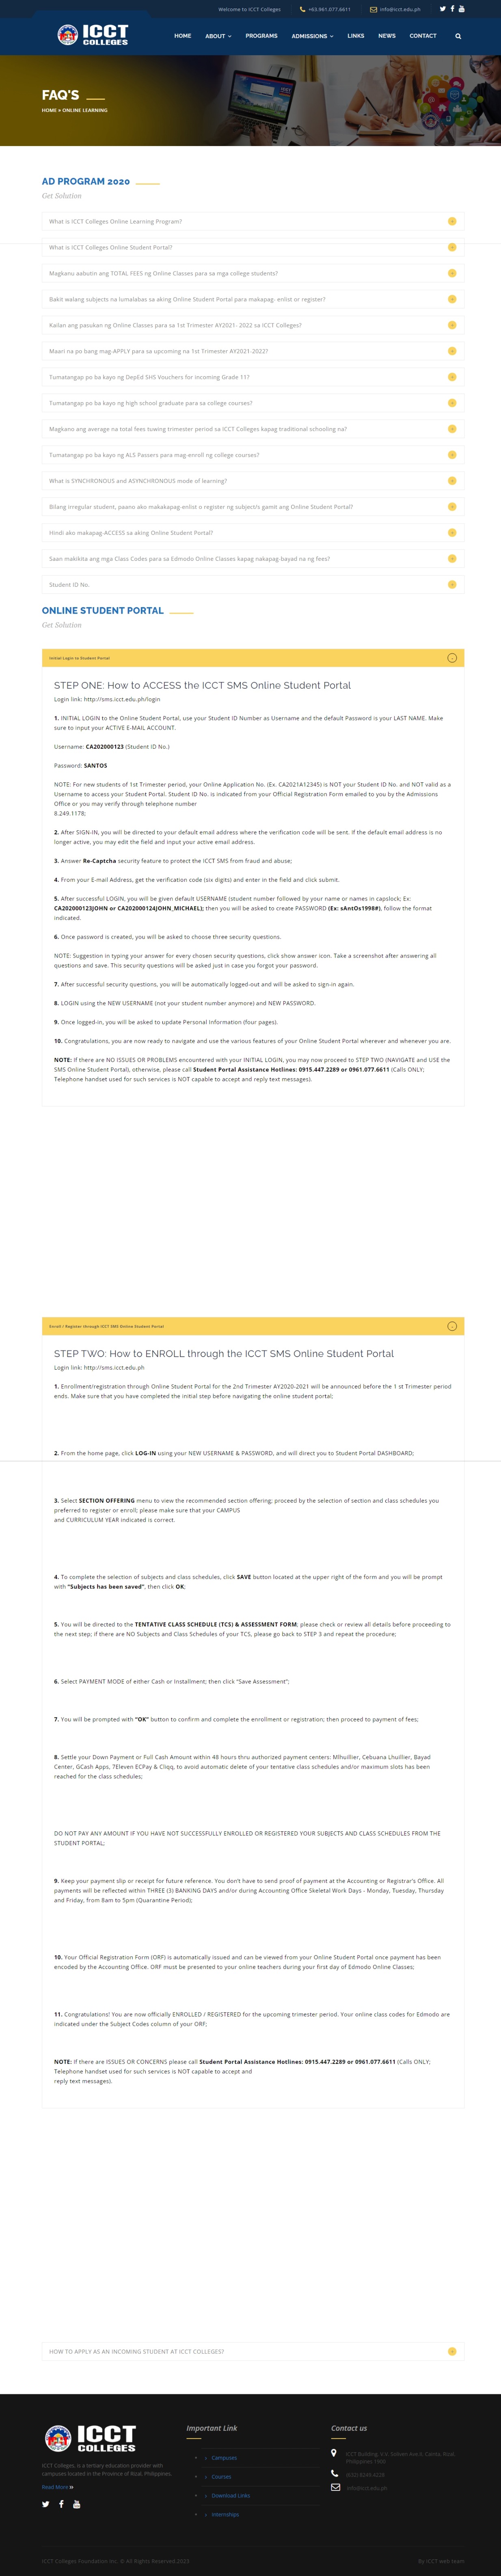 Welcome to ICCT Colleges
+63.961.077.6611
info@icct.edu.ph
ICCT
COLLEGES
HOME
ABOUT
PROGRAMS
ADMISSIONS
LINKS
NEWS
CONTACT
FAQ'S
HOME » ONLINE LEARNING
AD PROGRAM 2020
Get Solution
What is ICCT Colleges Online Learning Program?
What is ICCT Colleges Online Student Portal?
Magkanu aabutin ang TOTAL FEES ng Online Classes para sa mga college students?
Bakit walang subjects na lumalabas sa aking Online Student Portal para makapag- enlist or register?
Kailan ang pasukan ng Online Classes para sa 1st Trimester AY2021- 2022 sa ICCT Colleges?
Maari na po bang mag-APPLY para sa upcoming na 1st Trimester AY2021-2022?
Tumatangap po ba kayo ng DepEd SHS Vouchers for incoming Grade 11?
Tumatangap po ba kayo ng high school graduate para sa college courses?
Magkano ang average na total fees tuwing trimester period sa ICCT Colleges kapag traditional schooling na?
Tumatangap po ba kayo ng ALS Passers para mag-enroll ng college courses?
What is SYNCHRONOUS and ASYNCHRONOUS mode of learning?
Bilang irregular student, paano ako makakapag-enlist o register ng subject/s gamit ang Online Student Portal?
Hindi ako makapag-ACCESS sa aking Online Student Portal?
Saan makikita ang mga Class Codes para sa Edmodo Online Classes kapag nakapag-bayad na ng fees?
Student ID No.
ONLINE STUDENT PORTAL
Get Solution
Initial Login to Student Portal
STEP ONE: How to ACCESS the ICCT SMS Online Student Portal
Login link: http://sms.icct.edu.ph/login
1. INITIAL LOGIN to the Online Student Portal, use your Student ID Number as Username and the default Password is your LAST NAME. Make
sure to input your ACTIVE E-MAIL ACCOUNT.
Username: CA202000123 (Student ID No.)
Password: SANTOS
NOTE: For new students of 1st Trimester period, your Online Application No. (Ex. CA2021A12345) is NOT your Student ID No. and NOT valid as a
Username to access your Student Portal. Student ID No. is indicated from your Official Registration Form emailed to you by the Admissions
Office or you may verify through telephone number
8.249.1178;
2. After SIGN-IN, you will be directed to your default email address where the verification code will be sent. If the default email address is no
longer active, you may edit the field and input your active email address.
3. Answer Re-Captcha security feature to protect the ICCT SMS from fraud and abuse;
4. From your E-mail Address, get the verification code (six digits) and enter in the field and click submit.
5. After successful LOGIN, you will be given default USERNAME (student number followed by your name or names in capslock; Ex:
CA202000123JOHN or CA202000124JOHN_MICHAEL); then you will be asked to create PASSWORD (Ex: sAntOs1998#), follow the format
indicated.
6. Once password is created, you will be asked to choose three security questions.
NOTE: Suggestion in typing your answer for every chosen security questions, click show answer icon. Take a screenshot after answering all
questions and save. This security questions will be asked just in case you forgot your password.
7. After successful security questions, you will be automatically logged-out and will be asked to sign-in again.
8. LOGIN using the NEW USERNAME (not your student number anymore) and NEW PASSWORD.
9. Once logged-in, you will be asked to update Personal Information (four pages).
10. Congratulations, you are now ready to navigate and use the various features of your Online Student Portal wherever and whenever you are.
NOTE: If there are NO ISSUES OR PROBLEMS encountered with your INITIAL LOGIN, you may now proceed to STEP TWO (NAVIGATE and USE the
SMS Online Student Portal), otherwise, please call Student Portal Assistance Hotlines: 0915.447.2289 or 0961.077.6611 (Calls ONLY;
Telephone handset used for such services is NOT capable to accept and reply text messages).
Enroll / Register through ICCT SMS Online Student Portal
STEP TWO: How to ENROLL through the ICCT SMS Online Student Portal
Login link: http://sms.icct.edu.ph
1. Enrollment/registration through Online Student Portal for the 2nd Trimester AY2020-2021 will be announced before the 1 st Trimester period
ends. Make sure that you have completed the initial step before navigating the online student portal;
2. From the home page, click LOG-IN using your NEW USERNAME & PASSWORD, and will direct you to Student Portal DASHBOARD;
3. Select SECTION OFFERING menu to view the recommended section offering; proceed by the selection of section and class schedules you
preferred to register or enroll; please make sure that your CAMPUS
and CURRICULUM YEAR indicated is correct.
4. To complete the selection of subjects and class schedules, click SAVE button located at the upper right of the form and you will be prompt
with "Subjects has been saved", then click OK;
5. You will be directed to the TENTATIVE CLASS SCHEDULE (TCS) & ASSESSMENT FORM; please check or review all details before proceeding to
the next step; if there are NO Subjects and Class Schedules of your TCS, please go back to STEP 3 and repeat the procedure;
6. Select PAYMENT MODE of either Cash or Installment; then click "Save Assessment";
7. You will be prompted with "OK" button to confirm and complete the enrollment or registration; then proceed to payment of fees;
8. Settle your Down Payment or Full Cash Amount within 48 hours thru authorized payment centers: Mlhuillier, Cebuana Lhuillier, Bayad
Center, GCash Apps, 7Eleven ECPay & Cliqq, to avoid automatic delete of your tentative class schedules and/or maximum slots has been
reached for the class schedules;
DO NOT PAY ANY AMOUNT IF YOU HAVE NOT SUCCESSFULLY ENROLLED OR REGISTERED YOUR SUBJECTS AND CLASS SCHEDULES FROM THE
STUDENT PORTAL;
9. Keep your payment slip or receipt for future reference. You don't have to send proof of payment at the Accounting or Registrar's Office. All
payments will be reflected within THREE (3) BANKING DAYS and/or during Accounting Office Skeletal Work Days - Monday, Tuesday, Thursday
and Friday, from 8am to 5pm (Quarantine Period);
10. Your Official Registration Form (ORF) is automatically issued and can be viewed from your Online Student Portal once payment has been
encoded by the Accounting Office. ORF must be presented to your online teachers during your first day of Edmodo Online Classes;
11. Congratulations! You are now officially ENROLLED / REGISTERED for the upcoming trimester period. Your online class codes for Edmodo are
indicated under the Subject Codes column of your ORF;
NOTE: If there are ISSUES OR CONCERNS please call Student Portal Assistance Hotlines: 0915.447.2289 or 0961.077.6611 (Calls ONLY;
Telephone handset used for such services is NOT capable to accept and
reply text messages).
HOW TO APPLY AS AN INCOMING STUDENT AT ICCT COLLEGES?
ICCT
COLLEGES
ICCT Colleges, is a tertiary education provider with
campuses located in the Province of Rizal, Philippines.
Read More »
Important Link
Campuses
Courses
Download Links
Internships
Contact us
ICCT Building, V.V. Soliven Ave.II, Cainta, Rizal,
Philippines 1900
info@icct.edu.ph
ICCT Colleges Foundation Inc. © All Rights Reserved 2020
By ICCT web team